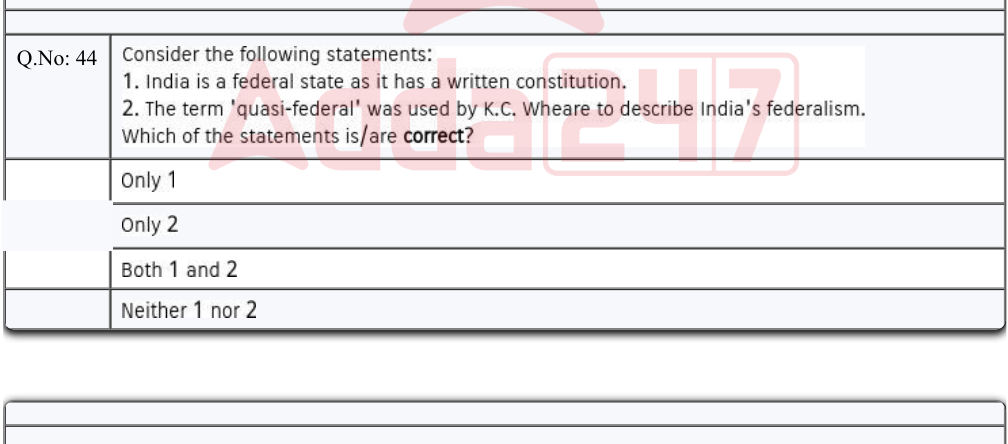 Q.No: 44
Consider the following statements:
1. India is a federal state as it has a written constitution.
2. The term 'quasi-federal' was used by K.C. Wheare to describe India's federalism.
Which of the statements is/are correct?
Adda247
Only 1
Only 2
Both 1 and 2
Neither 1 nor 2